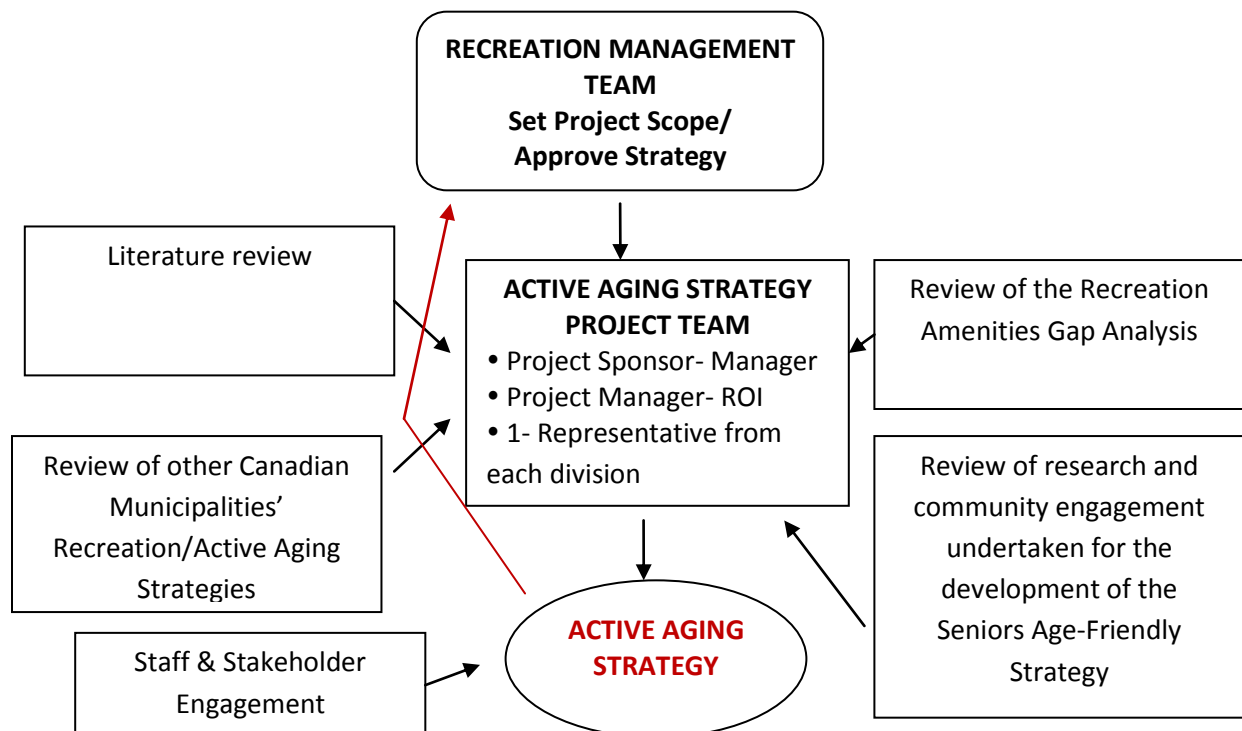 RECREATION MANAGEMENT
TEAM
Set Project Scope/
Approve Strategy
Literature review
ACTIVE AGING STRATEGY
PROJECT TEAM
• Project Sponsor- Manager
• Project Manager- ROI
• 1- Representative from
each division
Review of the Recreation
Amenities Gap Analysis
Review of other Canadian
Municipalities’
Recreation/Active Aging
Strategies
Review of research and
community engagement
undertaken for the
development of the
Seniors Age-Friendly
Strategy
Staff & Stakeholder
Engagement
ACTIVE AGING
STRATEGY